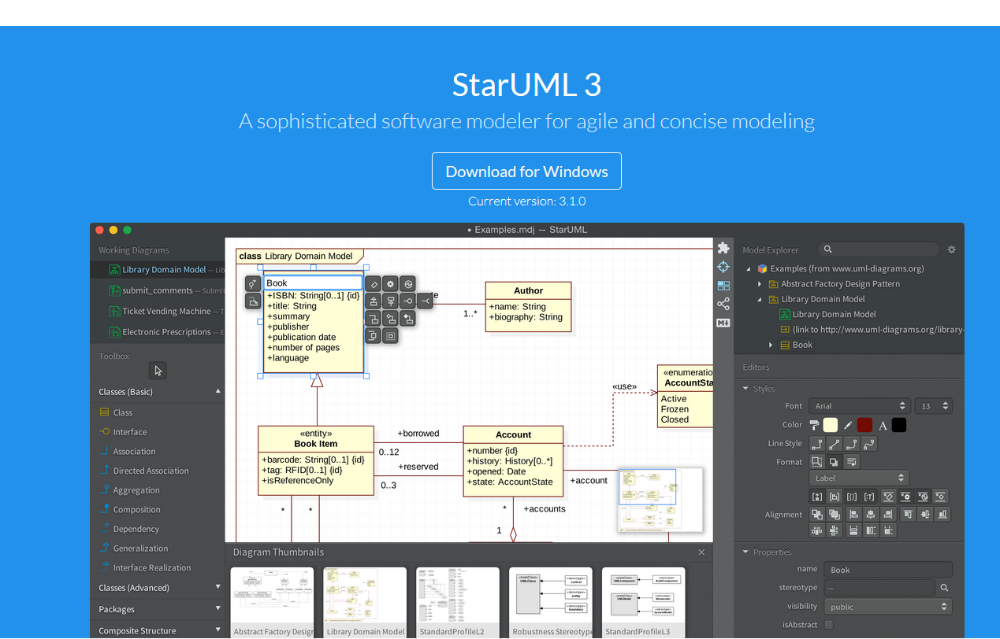 StarUML 3
A sophisticated software modeler for agile and concise modeling
Download for Windows
Current version: 3.1.0
• Examples.mdj — StarUML
Working Diagrams
Library Domain Model — Lib
submit_comments — Submit
Ticket Vending Machine — T
Electronic Prescriptions — E
Toolbox
Classes (Basic)
Class
Interface
Association
Directed Association
Aggregation
Composition
Dependency
Generalization
Interface Realization
Classes (Advanced)
Packages
Composite Structure
class Library Domain Model
Book
+ISBN: String[0..1] {id}
+title: String
+summary
+publisher
+publication date
+number of pages
+language
1..*
Author
+name: String
+biography: String
«use»
«enumeratio
AccountSta
Active
Frozen
Closed
«entity»
Book Item
+barcode: String[0..1] {id}
+tag: RFID[0..1] {id}
+isReferenceOnly
+borrowed
0..12
+reserved
0..3
Account
+number {id}
+history: History[0..*]
+opened: Date
+state: AccountState
+account
* *
* +accounts
1
Diagram Thumbnails
UMLClass
control
entity
boundary
UMLComponent
UMLModel
Abstract Factory Design
Library Domain Model
StandardProfileL2
Robustness Stereotype
StandardProfileL3
M
Model Explorer
Examples (from www.uml-diagrams.org)
Abstract Factory Design Pattern
Library Domain Model
Library Domain Model
(link to http://www.uml-diagrams.org/library-
Book
Editors
Styles
Font Arial 13
Color A
Line Style
Format
Label
Alignment
Properties
name Book
stereotype —
visibility public
isAbstract